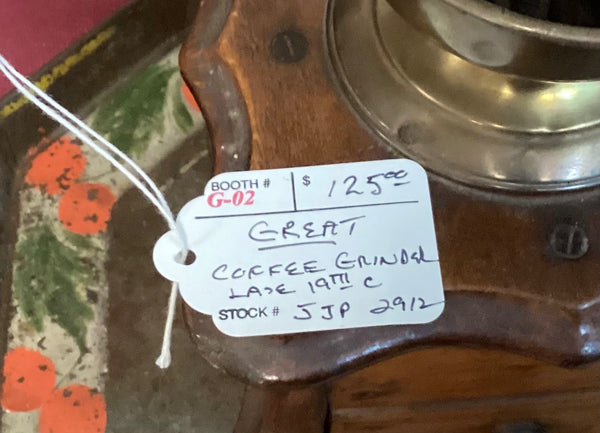 BOOTH # $ 125.00
G-02
GREAT
COFFEE GRINDER
LATE 19TH C
STOCK # JJP 2912